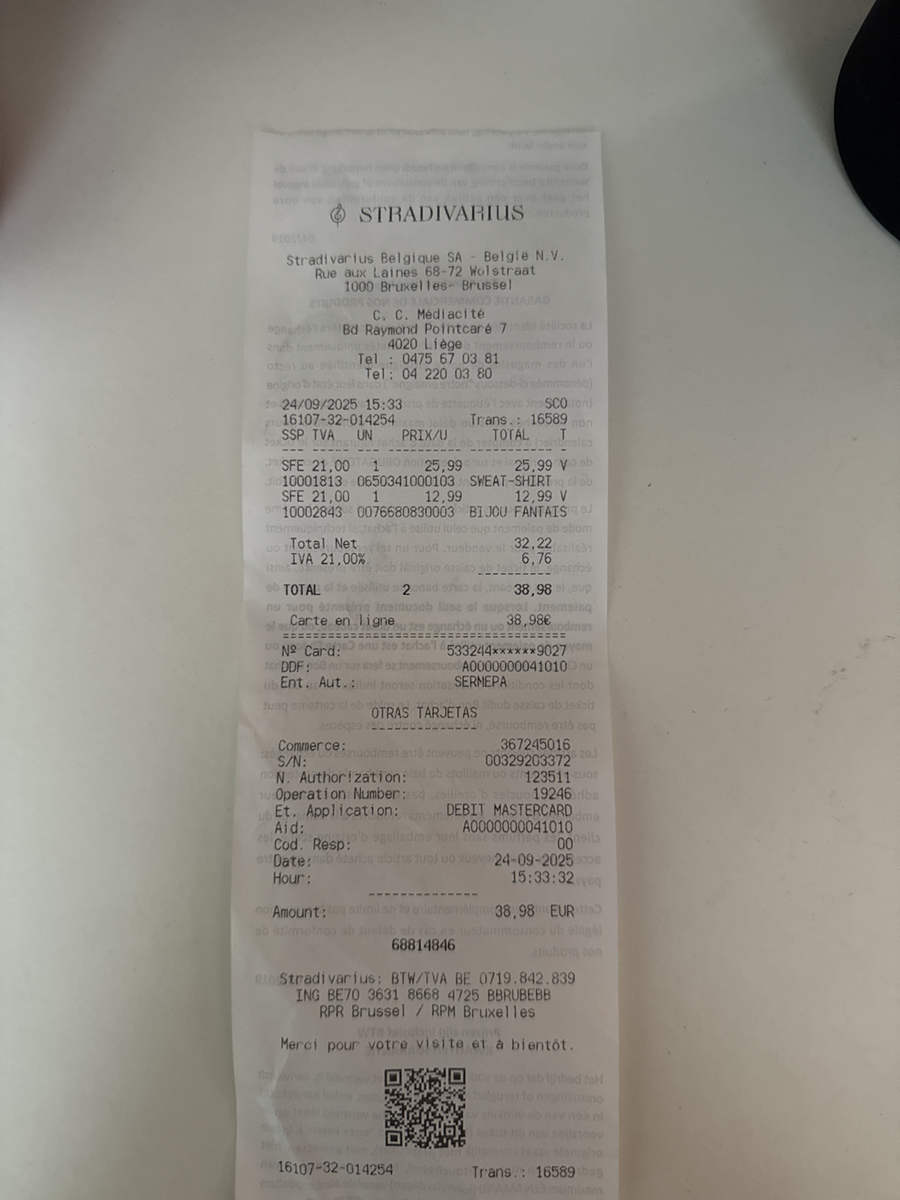 STRADIVARIUS
Stradivarius Belgique SA - België N.V.
Rue aux Laines 68-72 Wolstraat
1000 Bruxelles- Brussel
C. C. Médiacité
Bd Raymond Pointcaré 7
4020 Liège
Tel : 0475 67 03 81
Tel: 04 220 03 80
24/09/2025 15:33 SCO
16107-32-014254 Trans.: 16589
SSP TVA UN PRIX/U TOTAL T
--- ----- --- --------- ---------- ---
SFE 21,00 1 25,99 25,99 V
10001813 0650341000103 SWEAT-SHIRT
SFE 21,00 1 12,99 12,99 V
10002843 0076680830003 BIJOU FANTAIS
Total Net 32,22
IVA 21,00% 6,76
----------
TOTAL 2 38,98
Carte en ligne 38,98€
======================================
Nº Card: 533244******9027
DDF: A0000000041010
Ent. Aut.: SERMEPA
OTRAS TARJETAS
--------------
Commerce: 367245016
S/N: 00329203372
N. Authorization: 123511
Operation Number: 19246
Et. Application: DEBIT MASTERCARD
Aid: A0000000041010
Cod. Resp: 00
Date: 24-09-2025
Hour: 15:33:32
--------------
Amount: 38,98 EUR
68814846
Stradivarius: BTW/TVA BE 0719.842.839
ING BE70 3631 8668 4725 BBRUBEBB
RPR Brussel / RPM Bruxelles
Merci pour votre visite et à bientôt.
16107-32-014254 Trans.: 16589